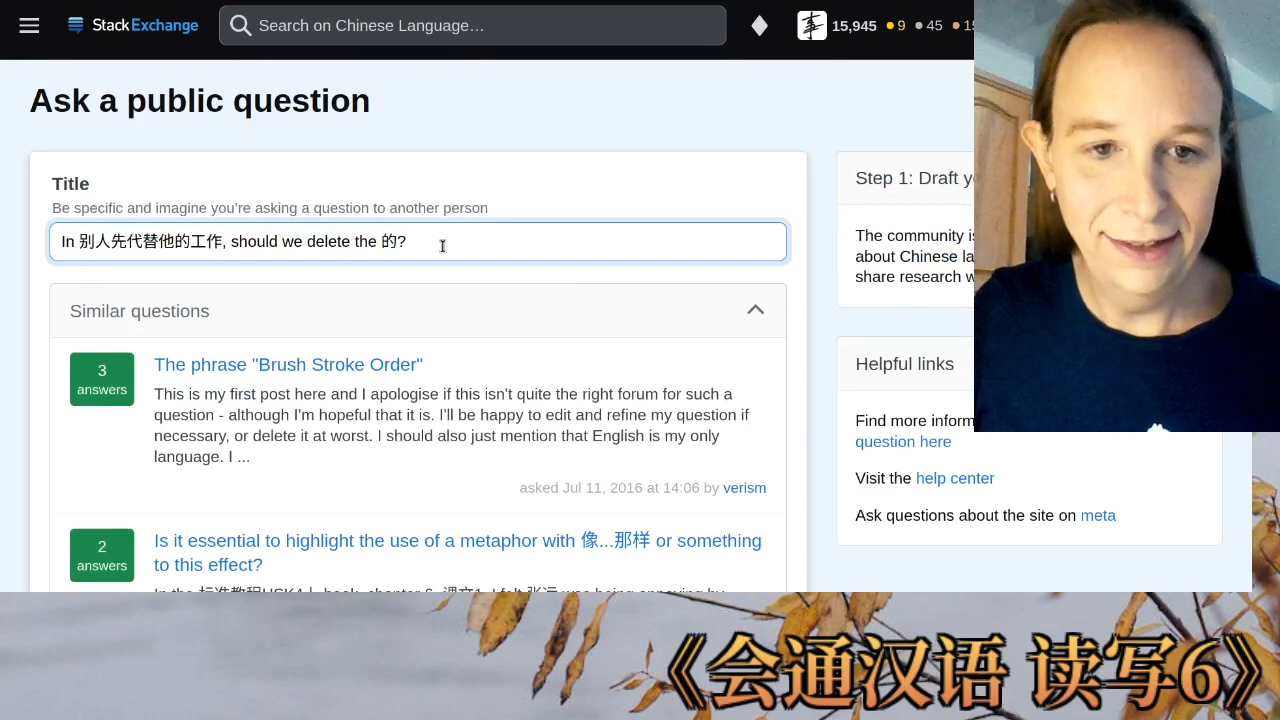 StackExchange
Search on Chinese Language…
15,945
9
45
Ask a public question
Title
Be specific and imagine you're asking a question to another person
In 别人先代替他的工作, should we delete the 的?
Similar questions
3
answers
The phrase "Brush Stroke Order"
This is my first post here and I apologise if this isn't quite the right forum for such a
question - although I'm hopeful that it is. I'll be happy to edit and refine my question if
necessary, or delete it at worst. I should also just mention that English is my only
language. I ...
asked Jul 11, 2016 at 14:06 by verism
2
answers
Is it essential to highlight the use of a metaphor with 像...那样 or something
to this effect?
Step 1: Draft
The community
about Chinese
share research
Helpful links
Find more
question here
Visit the help center
Ask questions about the site on meta
《会通汉语 读写6》